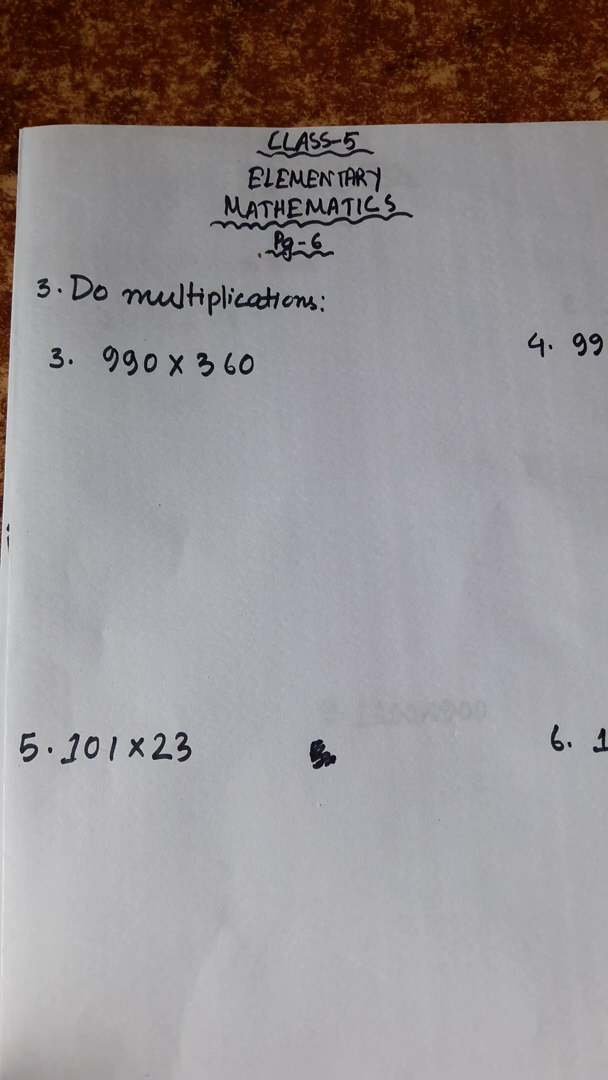 CLASS-5
ELEMENTARY
MATHEMATICS
Pg-6
3. Do multiplications:
3. 990 x 360
4. 99
5. 101 x 23
6. 1